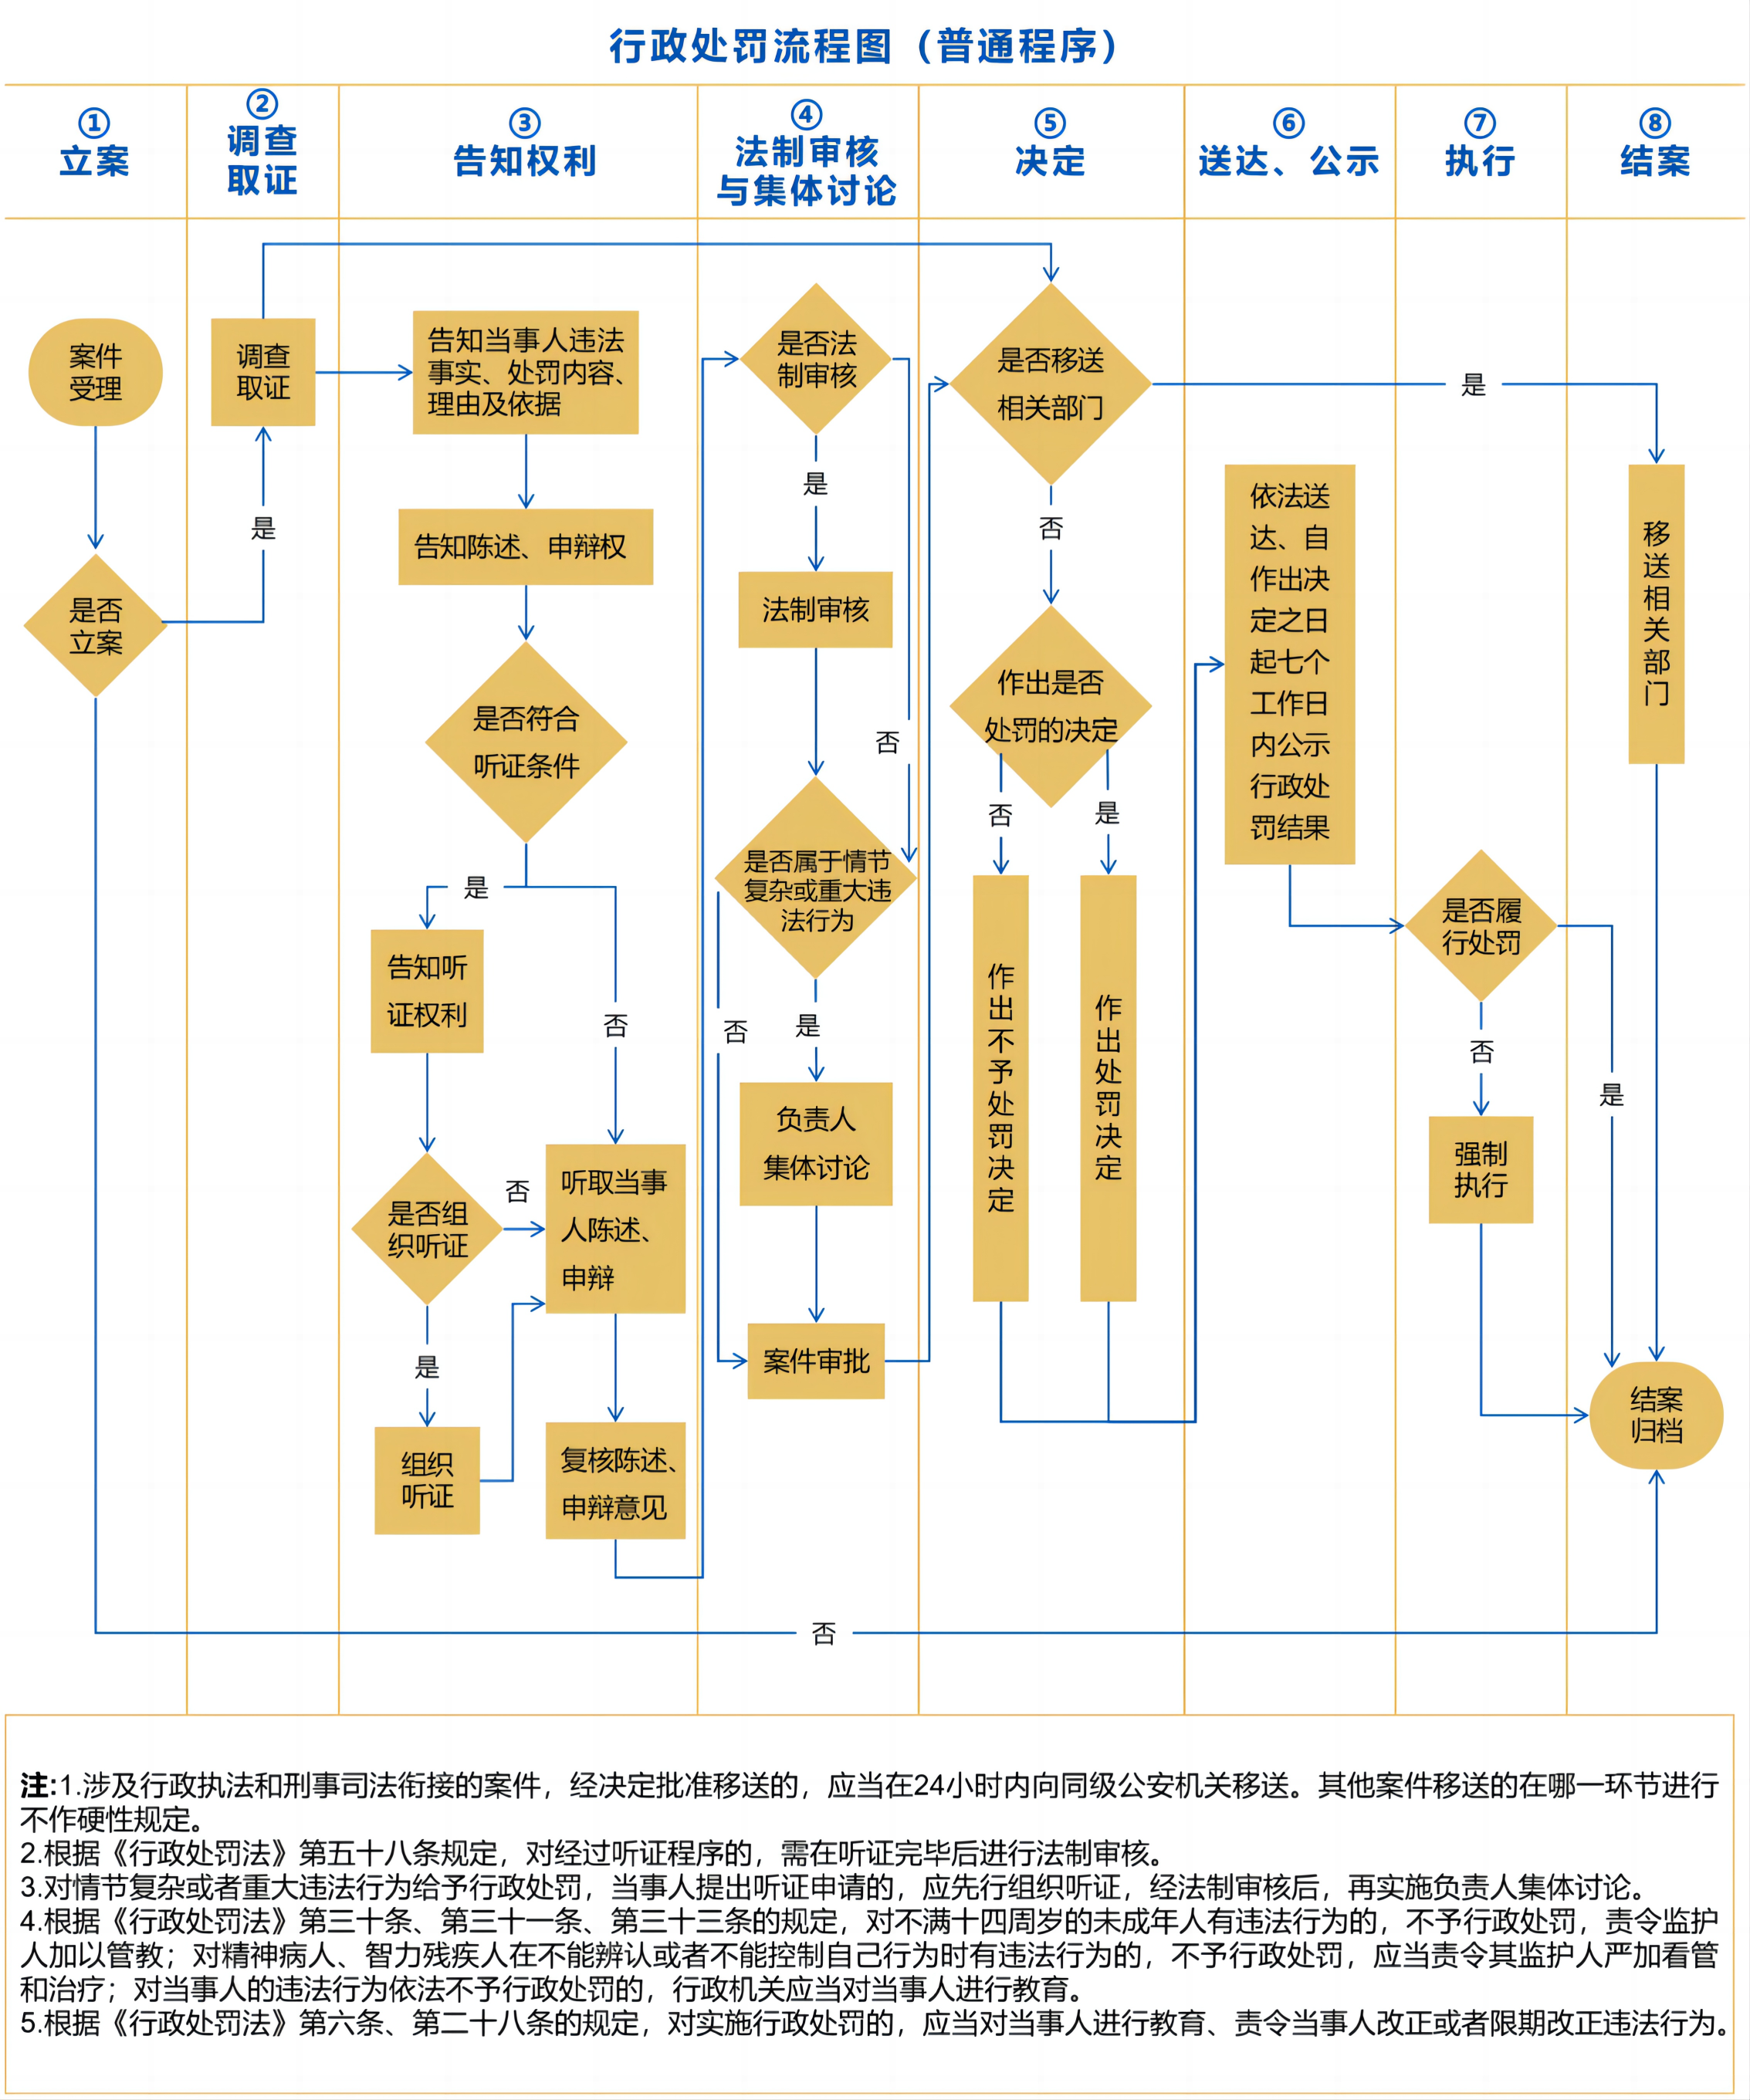 行政处罚流程图（普通程序）
①
立案
②
调查
取证
③
告知权利
④
法制审核
与集体讨论
⑤
决定
⑥
送达、公示
⑦
执行
⑧
结案
案件
受理
是否
立案
是
调查
取证
告知当事人违法
事实、处罚内容、
理由及依据
告知陈述、申辩权
是否符合
听证条件
是
否
告知听
证权利
是否组
织听证
否
是
组织
听证
听取当事
人陈述、
申辩
复核陈述、
申辩意见
是否法
制审核
是
否
法制审核
是否属于情节
复杂或重大违
法行为
否
是
负责人
集体讨论
案件审批
是否移送
相关部门
是
否
作出是否
处罚的决定
否
是
作出不予处罚决定
作出处罚决定
依法送
达、自
作出决
定之日
起七个
工作日
内公示
行政处
罚结果
是否履
行处罚
否
是
强制
执行
移送相关部门
结案
归档
否
注:1.涉及行政执法和刑事司法衔接的案件，经决定批准移送的，应当在24小时内向同级公安机关移送。其他案件移送的在哪一环节进行
不作硬性规定。
2.根据《行政处罚法》第五十八条规定，对经过听证程序的，需在听证完毕后进行法制审核。
3.对情节复杂或者重大违法行为给予行政处罚，当事人提出听证申请的，应先行组织听证，经法制审核后，再实施负责人集体讨论。
4.根据《行政处罚法》第三十条、第三十一条、第三十三条的规定，对不满十四周岁的未成年人有违法行为的，不予行政处罚，责令监护
人加以管教；对精神病人、智力残疾人在不能辨认或者不能控制自己行为时有违法行为的，不予行政处罚，应当责令其监护人严加看管
和治疗；对当事人的违法行为依法不予行政处罚的，行政机关应当对当事人进行教育。
5.根据《行政处罚法》第六条、第二十八条的规定，对实施行政处罚的，应当对当事人进行教育、责令当事人改正或者限期改正违法行为。